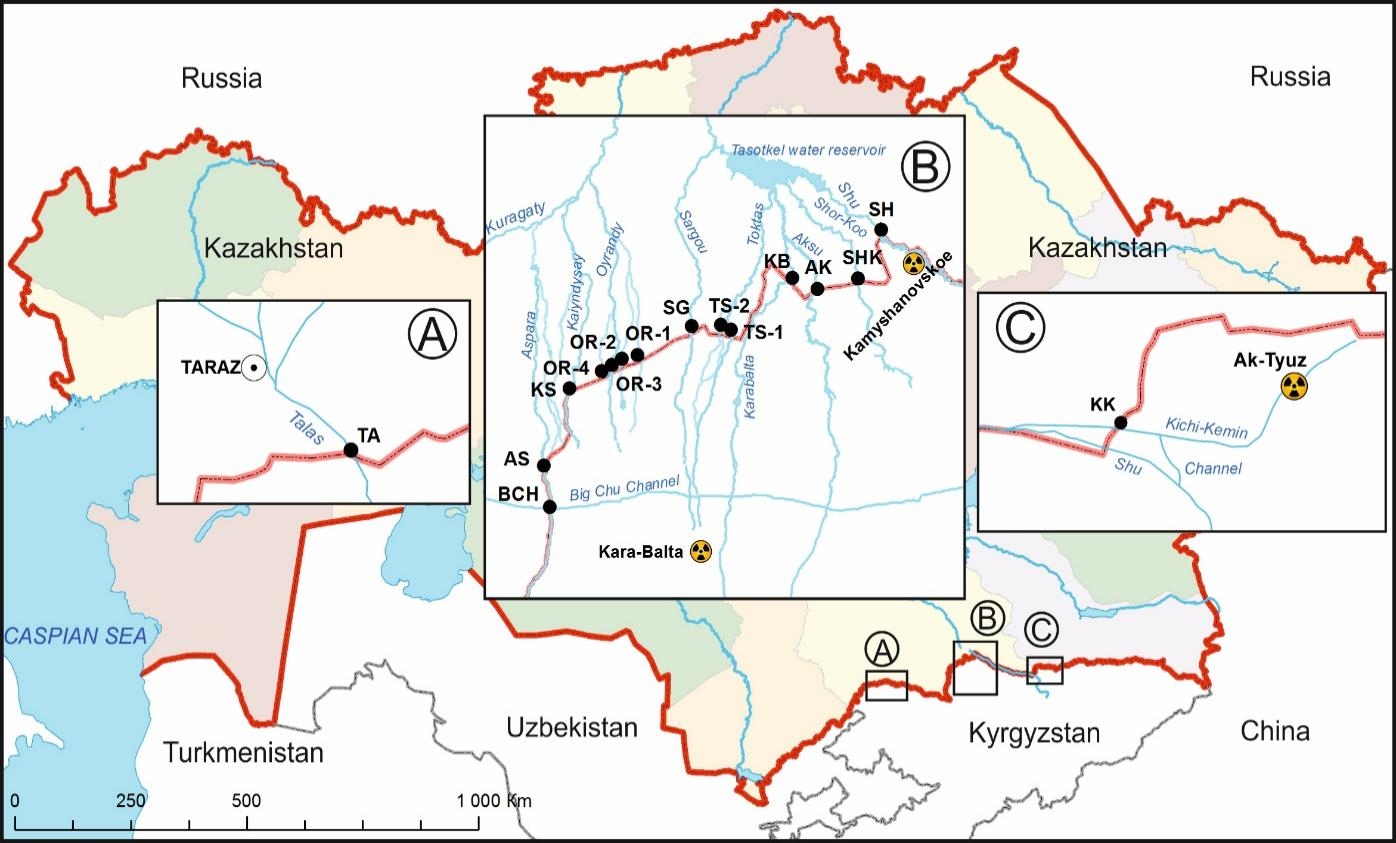 Russia
Russia
Kazakhstan
Kazakhstan
A
TARAZ
Talas
TA
B
Tasotkel water reservoir
Kuragaty
Aspara
Kaiyndysay
Oyrandy
Sargou
Toktas
Aksu
Shor-Koo
Shu
SH
SHK
AK
KB
Kamyshanovskoe
SG
TS-2
TS-1
OR-1
OR-2
OR-3
OR-4
KS
Karabalta
AS
BCH
Big Chu Channel
Kara-Balta
C
Ak-Tyuz
KK
Kichi-Kemin
Shu
Channel
CASPIAN SEA
A
B
C
Turkmenistan
Uzbekistan
Kyrgyzstan
China
0 250 500 1 000 Km